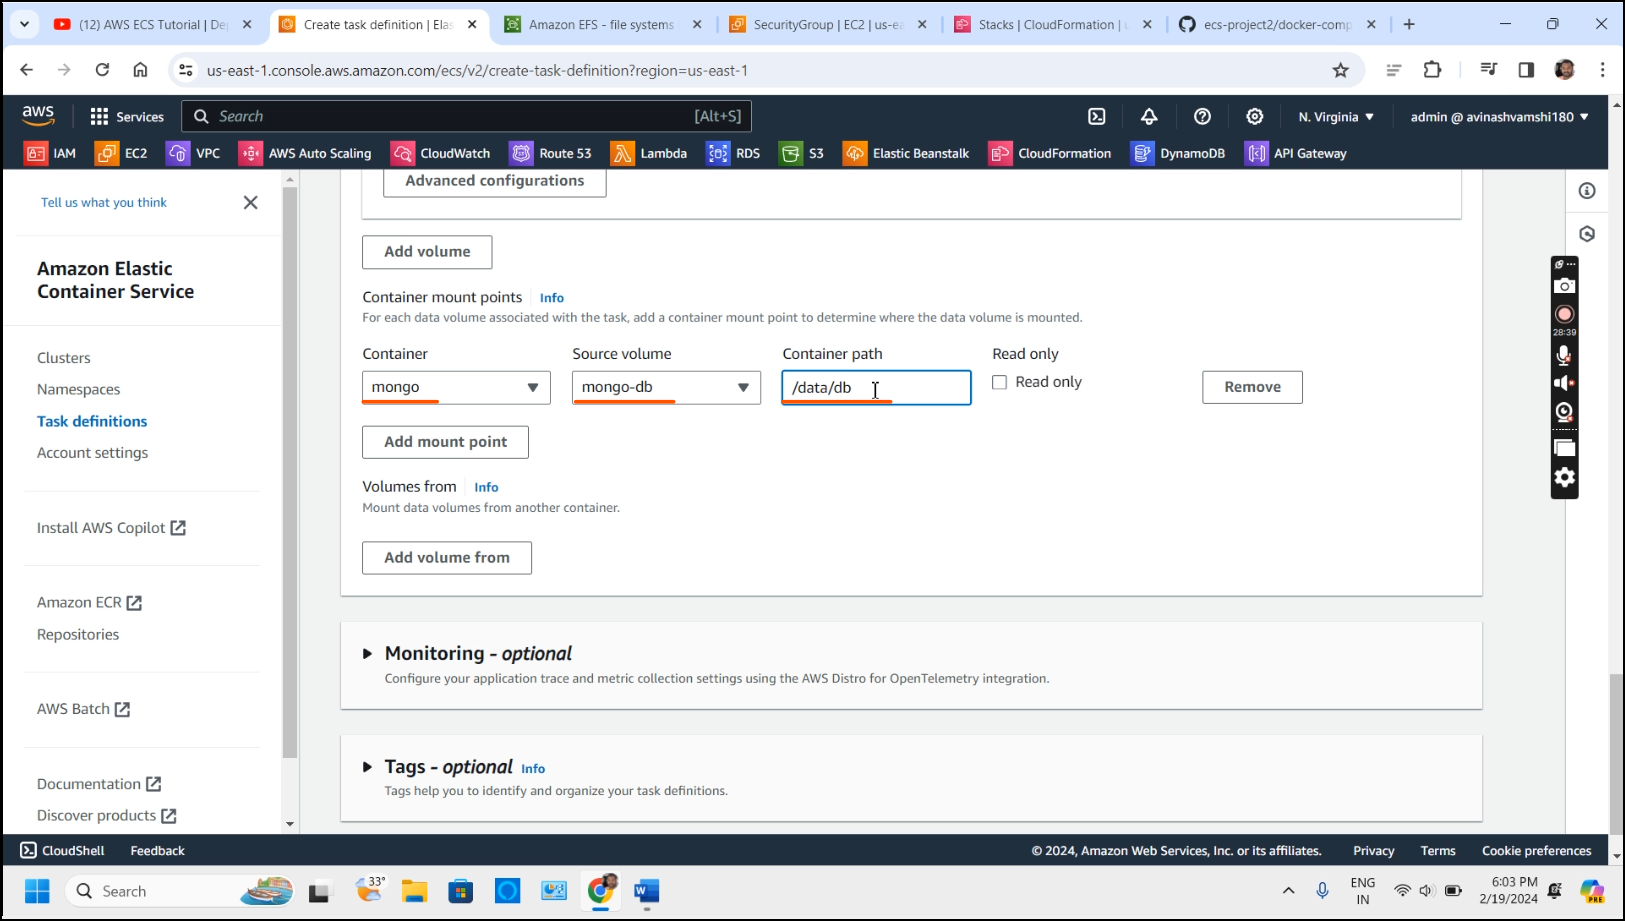 (12) AWS ECS Tutorial | De
Create task definition | Elas
Amazon EFS - file systems
SecurityGroup | EC2 | us-ea
Stacks | CloudFormation | u
ecs-project2/docker-comp
us-east-1.console.aws.amazon.com/ecs/v2/create-task-definition?region=us-east-1
aws
Services
Search
[Alt+S]
N. Virginia
admin @ avinashvamshi180
IAM
EC2
VPC
AWS Auto Scaling
CloudWatch
Route 53
Lambda
RDS
S3
Elastic Beanstalk
CloudFormation
DynamoDB
API Gateway
Tell us what you think
Amazon Elastic
Container Service
Clusters
Namespaces
Task definitions
Account settings
Install AWS Copilot
Amazon ECR
Repositories
AWS Batch
Documentation
Discover products
Advanced configurations
Add volume
Container mount points Info
For each data volume associated with the task, add a container mount point to determine where the data volume is mounted.
Container
Source volume
Container path
Read only
mongo
mongo-db
/data/db
Read only
Remove
Add mount point
Volumes from Info
Mount data volumes from another container.
Add volume from
Monitoring - optional
Configure your application trace and metric collection settings using the AWS Distro for OpenTelemetry integration.
Tags - optional Info
Tags help you to identify and organize your task definitions.
28:39
CloudShell
Feedback
© 2024, Amazon Web Services, Inc. or its affiliates.
Privacy
Terms
Cookie preferences
Search
33°
ENG
IN
6:03 PM
2/19/2024
PRE